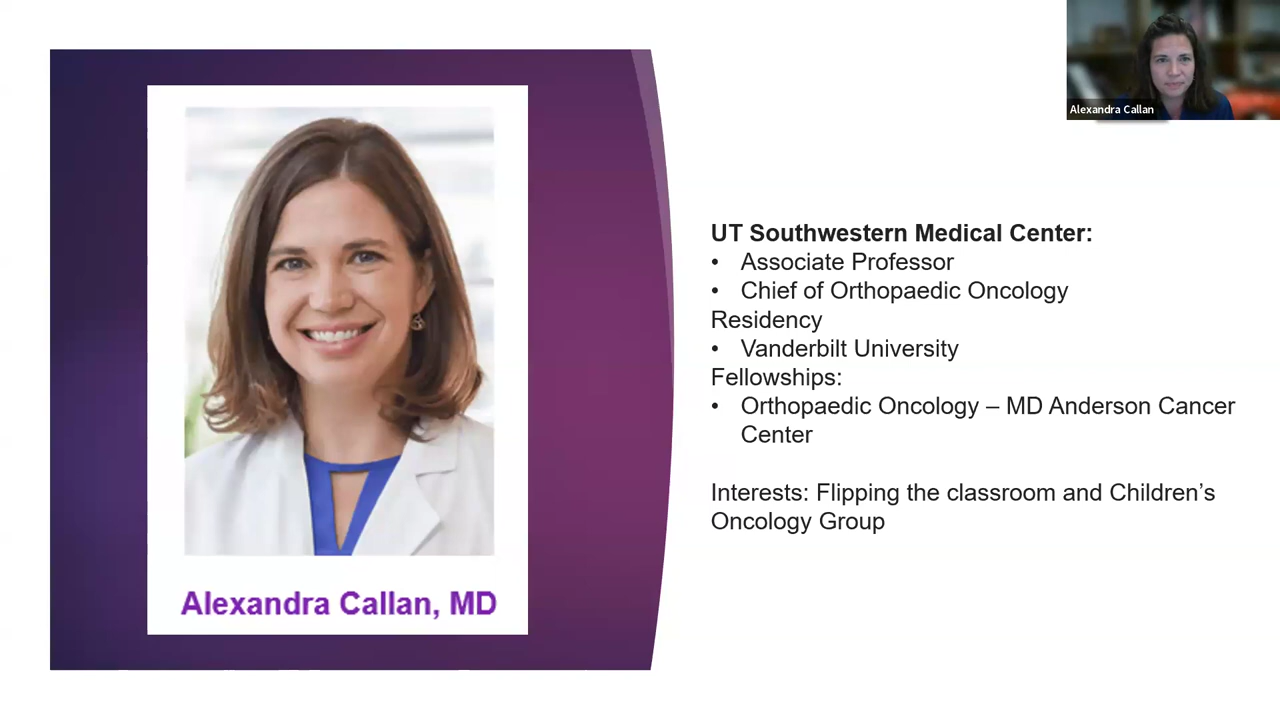 Alexandra Callan
UT Southwestern Medical Center:
• Associate Professor
• Chief of Orthopaedic Oncology
Residency
• Vanderbilt University
Fellowships:
• Orthopaedic Oncology – MD Anderson Cancer
Center
Interests: Flipping the classroom and Children’s
Oncology Group
Alexandra Callan, MD